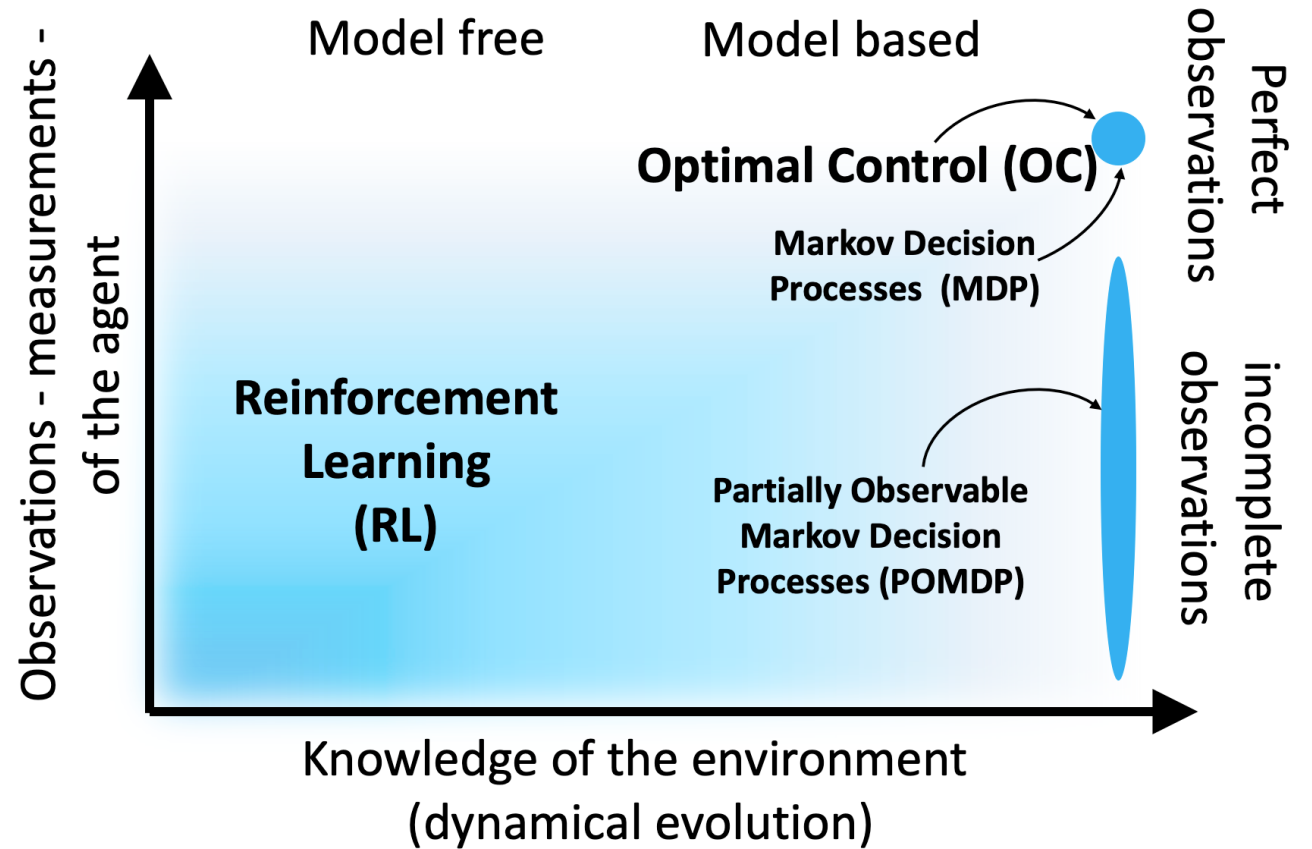 Observations - measurements -
of the agent
Model free
Model based
Perfect
observations
Optimal Control (OC)
Markov Decision
Processes (MDP)
Reinforcement
Learning
(RL)
Partially Observable
Markov Decision
Processes (POMDP)
incomplete
observations
Knowledge of the environment
(dynamical evolution)